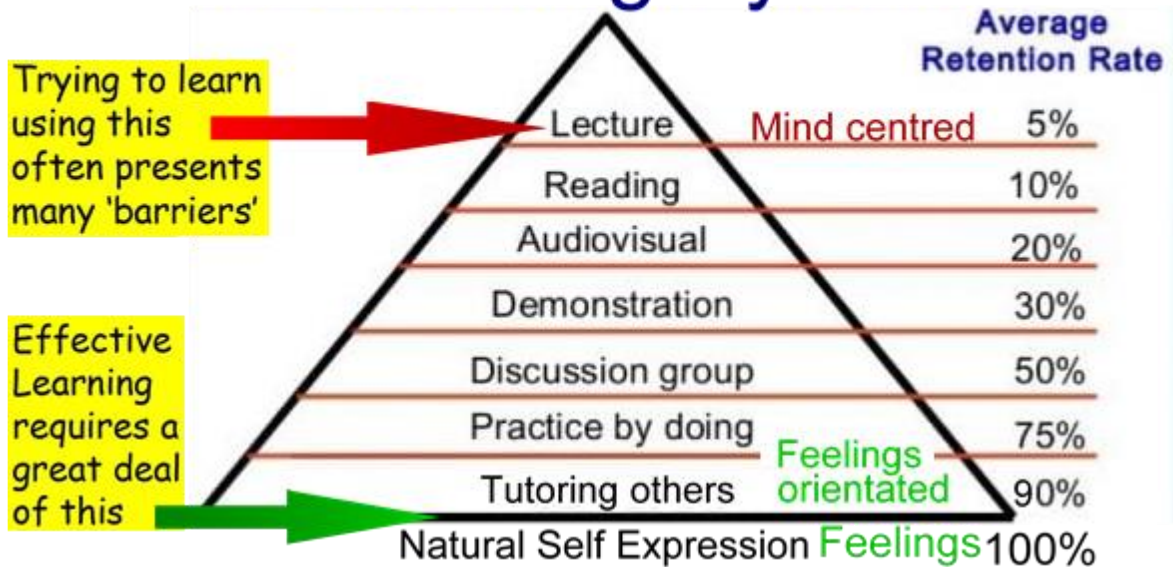 Average
Retention Rate
Trying to learn
using this
often presents
many 'barriers'
Lecture Mind centred 5%
Reading 10%
Audiovisual 20%
Demonstration 30%
Effective
Learning
requires a
great deal
of this
Discussion group 50%
Practice by doing 75%
Feelings
orientated
Tutoring others 90%
Natural Self Expression Feelings 100%